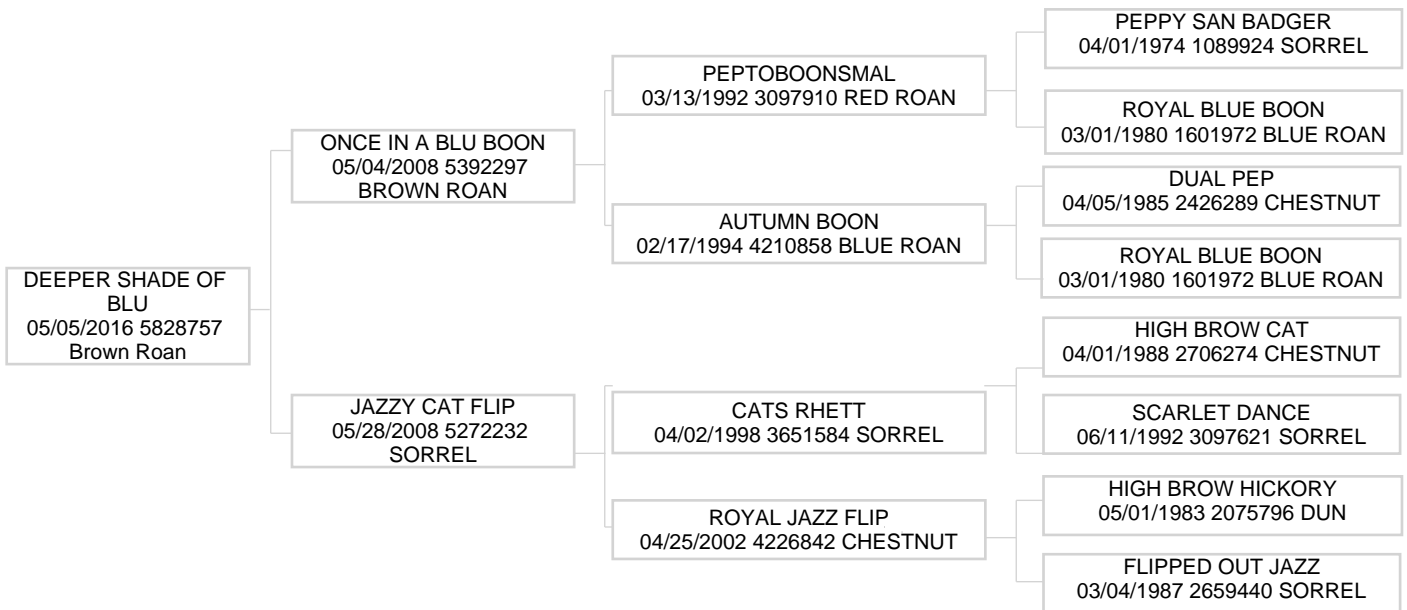 DEEPER SHADE OF
BLU
05/05/2016 5828757
Brown Roan
ONCE IN A BLU BOON
05/04/2008 5392297
BROWN ROAN
JAZZY CAT FLIP
05/28/2008 5272232
SORREL
PEPTOBOONSMAL
03/13/1992 3097910 RED ROAN
AUTUMN BOON
02/17/1994 4210858 BLUE ROAN
CATS RHETT
04/02/1998 3651584 SORREL
ROYAL JAZZ FLIP
04/25/2002 4226842 CHESTNUT
PEPPY SAN BADGER
04/01/1974 1089924 SORREL
ROYAL BLUE BOON
03/01/1980 1601972 BLUE ROAN
DUAL PEP
04/05/1985 2426289 CHESTNUT
ROYAL BLUE BOON
03/01/1980 1601972 BLUE ROAN
HIGH BROW CAT
04/01/1988 2706274 CHESTNUT
SCARLET DANCE
06/11/1992 3097621 SORREL
HIGH BROW HICKORY
05/01/1983 2075796 DUN
FLIPPED OUT JAZZ
03/04/1987 2659440 SORREL